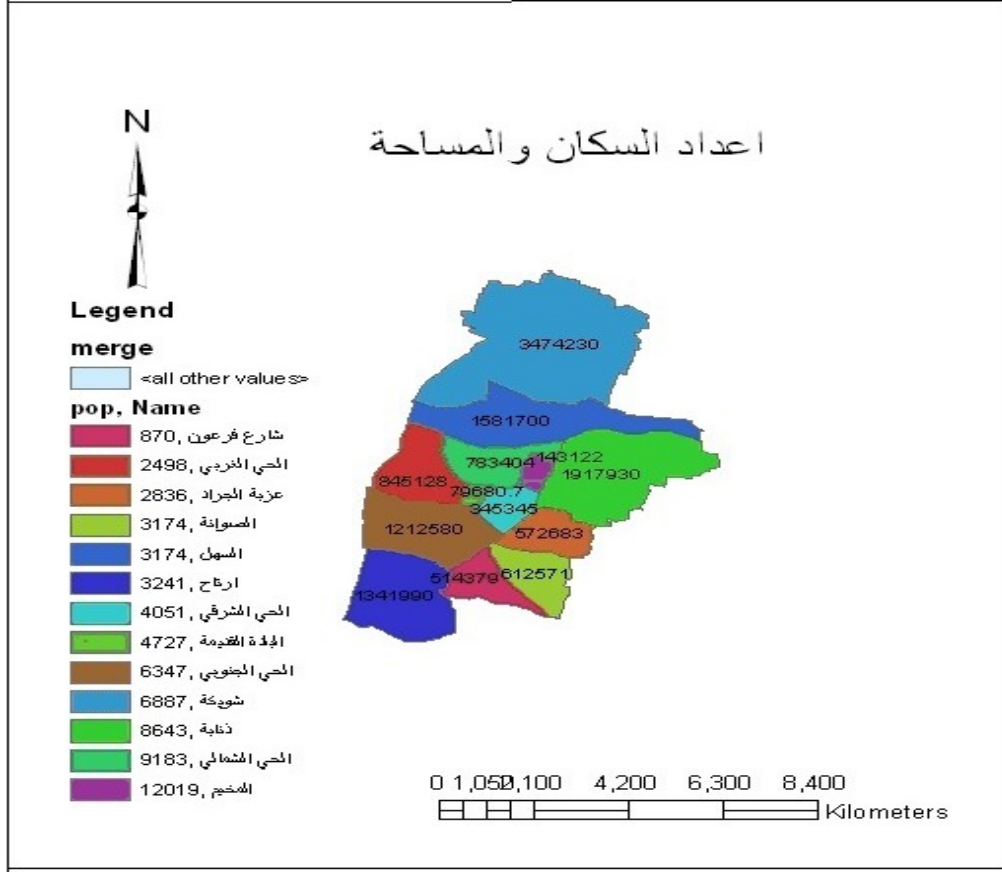 N
اعداد السكان والمساحة
Legend
merge
<all other values>
pop, Name
870, شارع فرعون
2498, الحي الغربي
2836, عزبة الجراد
3174, الصوانة
3174, السهل
3241, ارتاح
4051, الحي الشرقي
4727, البلدة القديمة
6347, الحي الجنوبي
6887, شويكة
8643, ذنابة
9183, الحي الشمالي
12019, المخيم
3474230
1581700
783404
143122
1917930
845128
79680.7
345345
1212580
572683
514379
612571
1341990
0 1,050 2,100 4,200 6,300 8,400
Kilometers